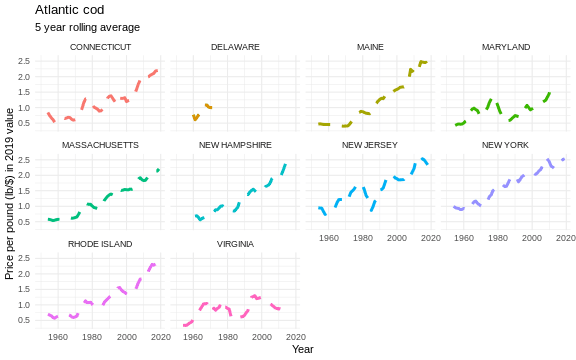 Atlantic cod
5 year rolling average
CONNECTICUT DELAWARE MAINE MARYLAND
2.5
2.0
1.5
1.0
0.5
MASSACHUSETTS NEW HAMPSHIRE NEW JERSEY NEW YORK
2.5
2.0
1.5
1.0
0.5
1960 1980 2000 2020 1960 1980 2000 2020
RHODE ISLAND VIRGINIA
2.5
2.0
1.5
1.0
0.5
1960 1980 2000 2020 1960 1980 2000 2020
Year
Price per pound (lb/$) in 2019 value